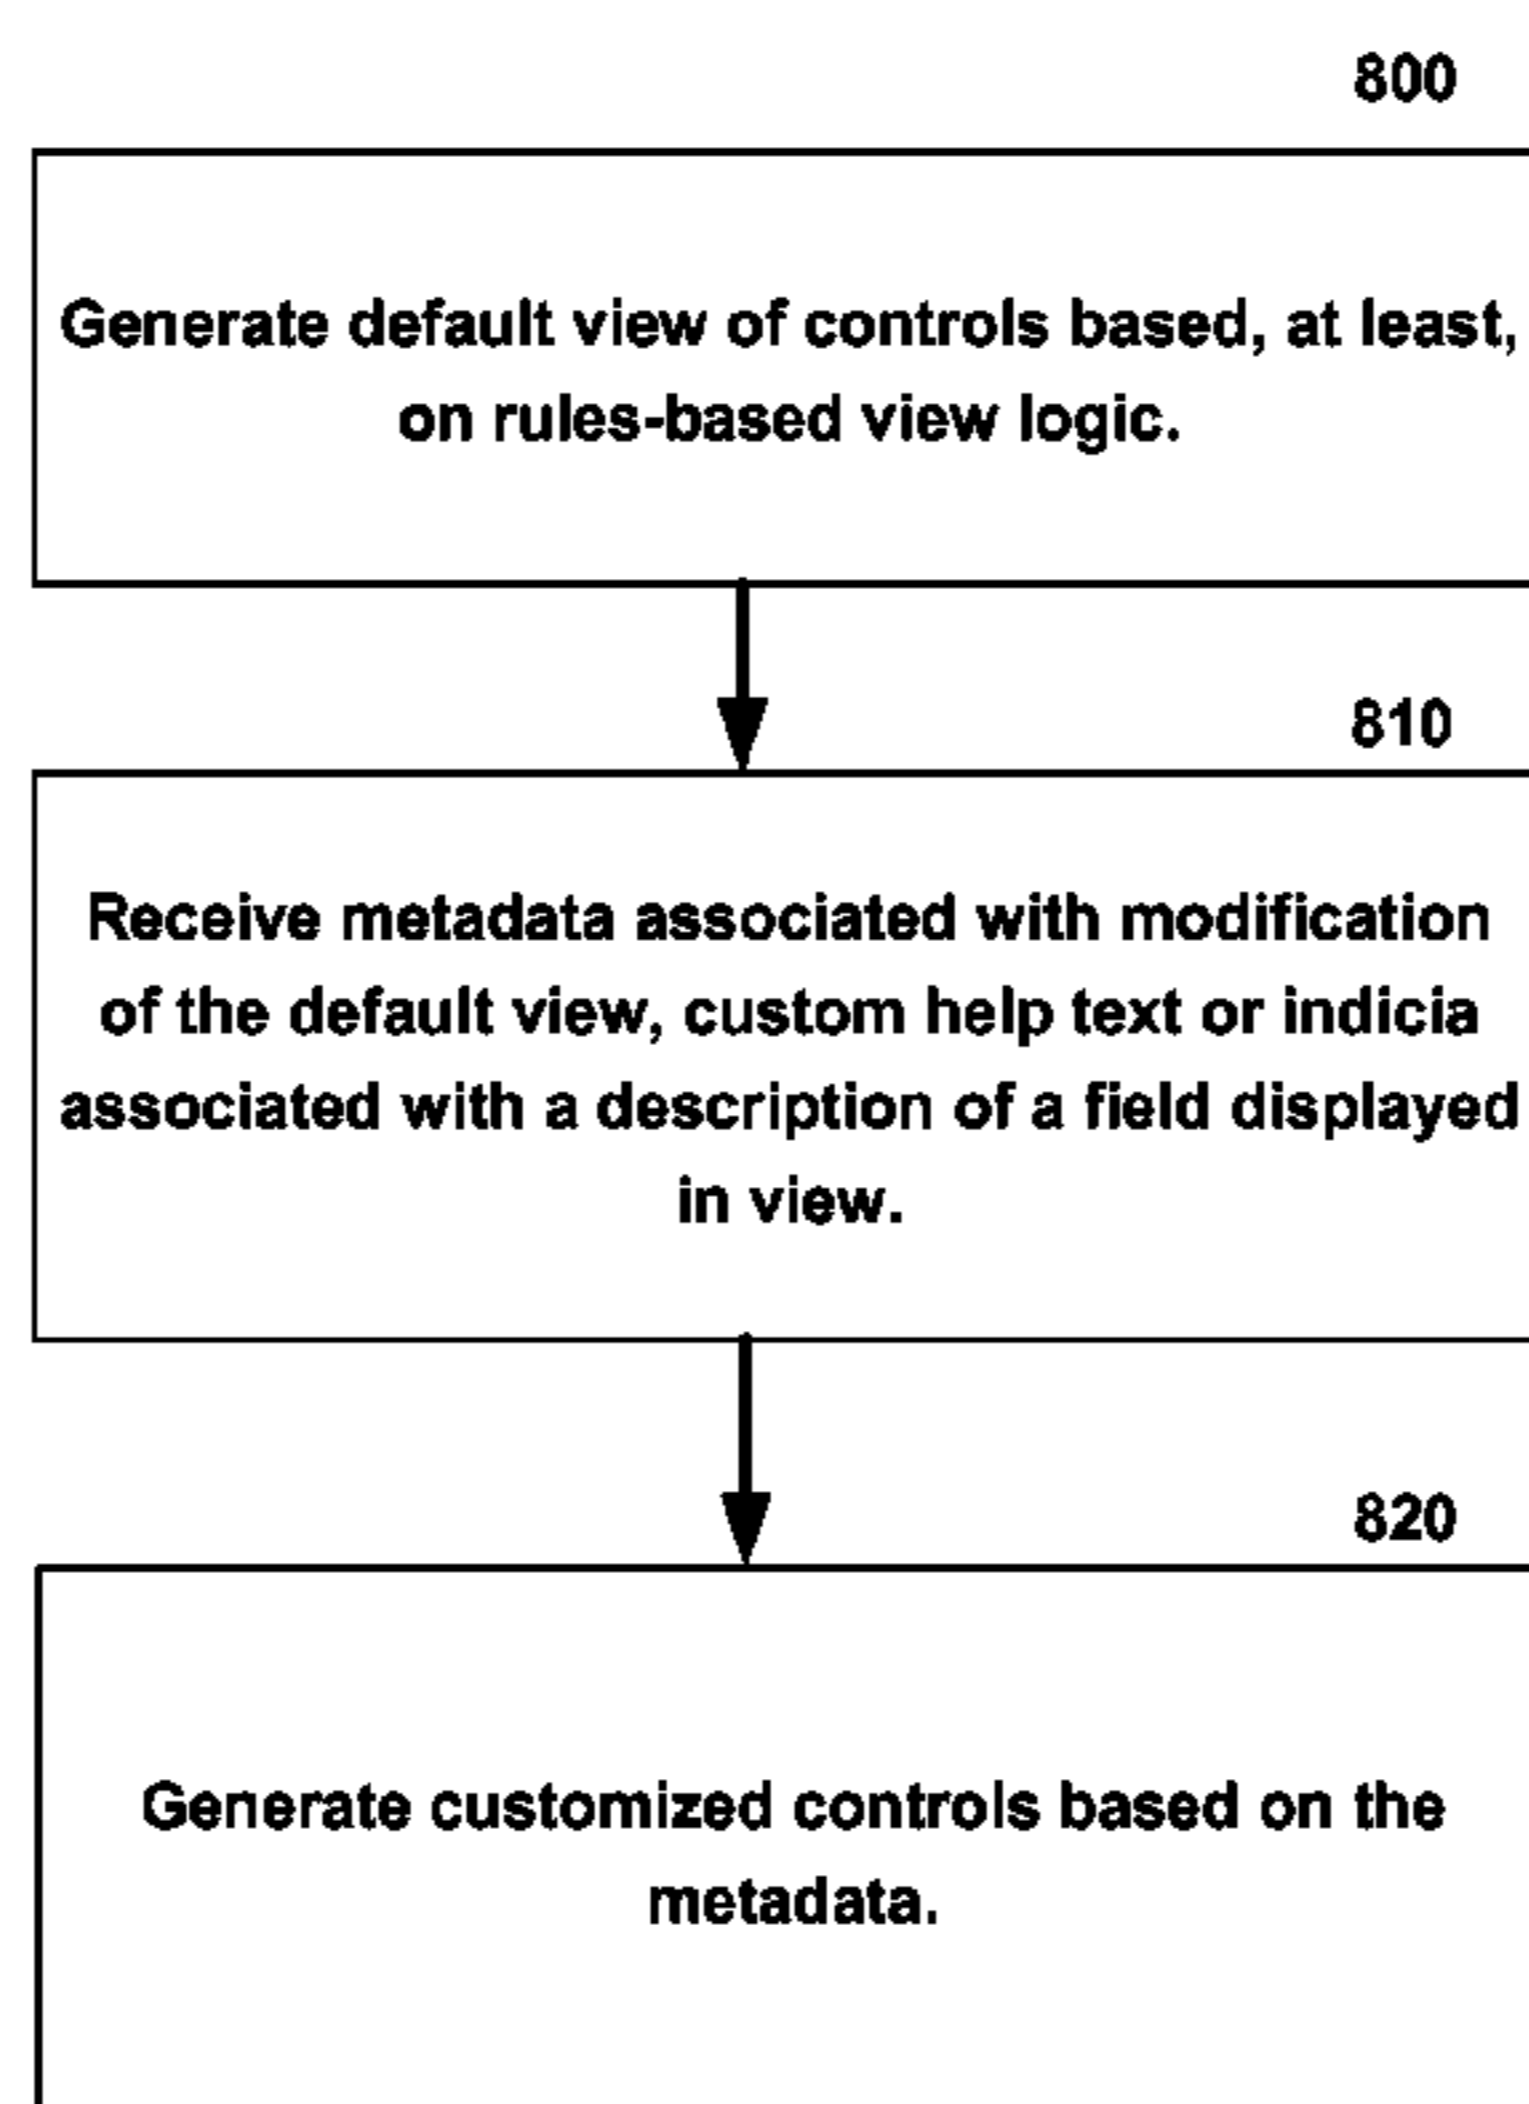 800
Generate default view of controls based, at least,
on rules-based view logic.
810
Receive metadata associated with modification
of the default view, custom help text or indicia
associated with a description of a field displayed
in view.
820
Generate customized controls based on the
metadata.